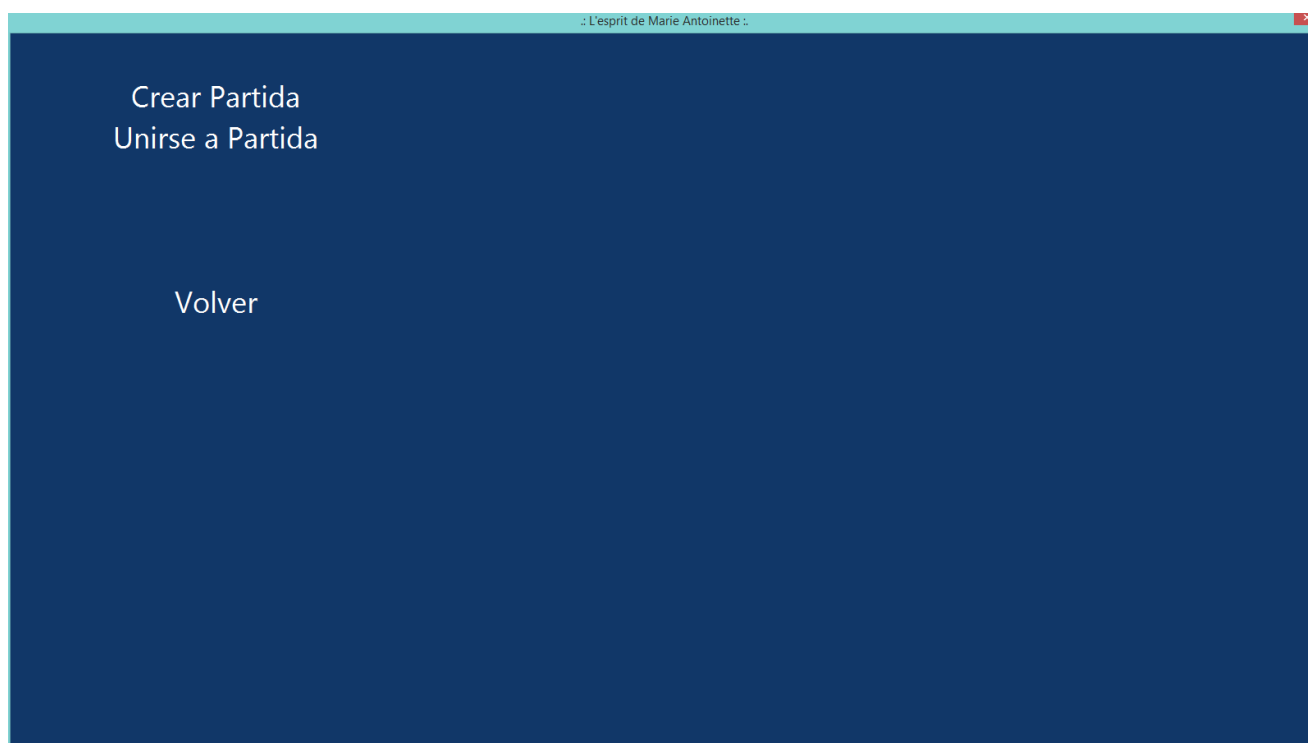 .: L'esprit de Marie Antoinette :.
Crear Partida
Unirse a Partida
Volver